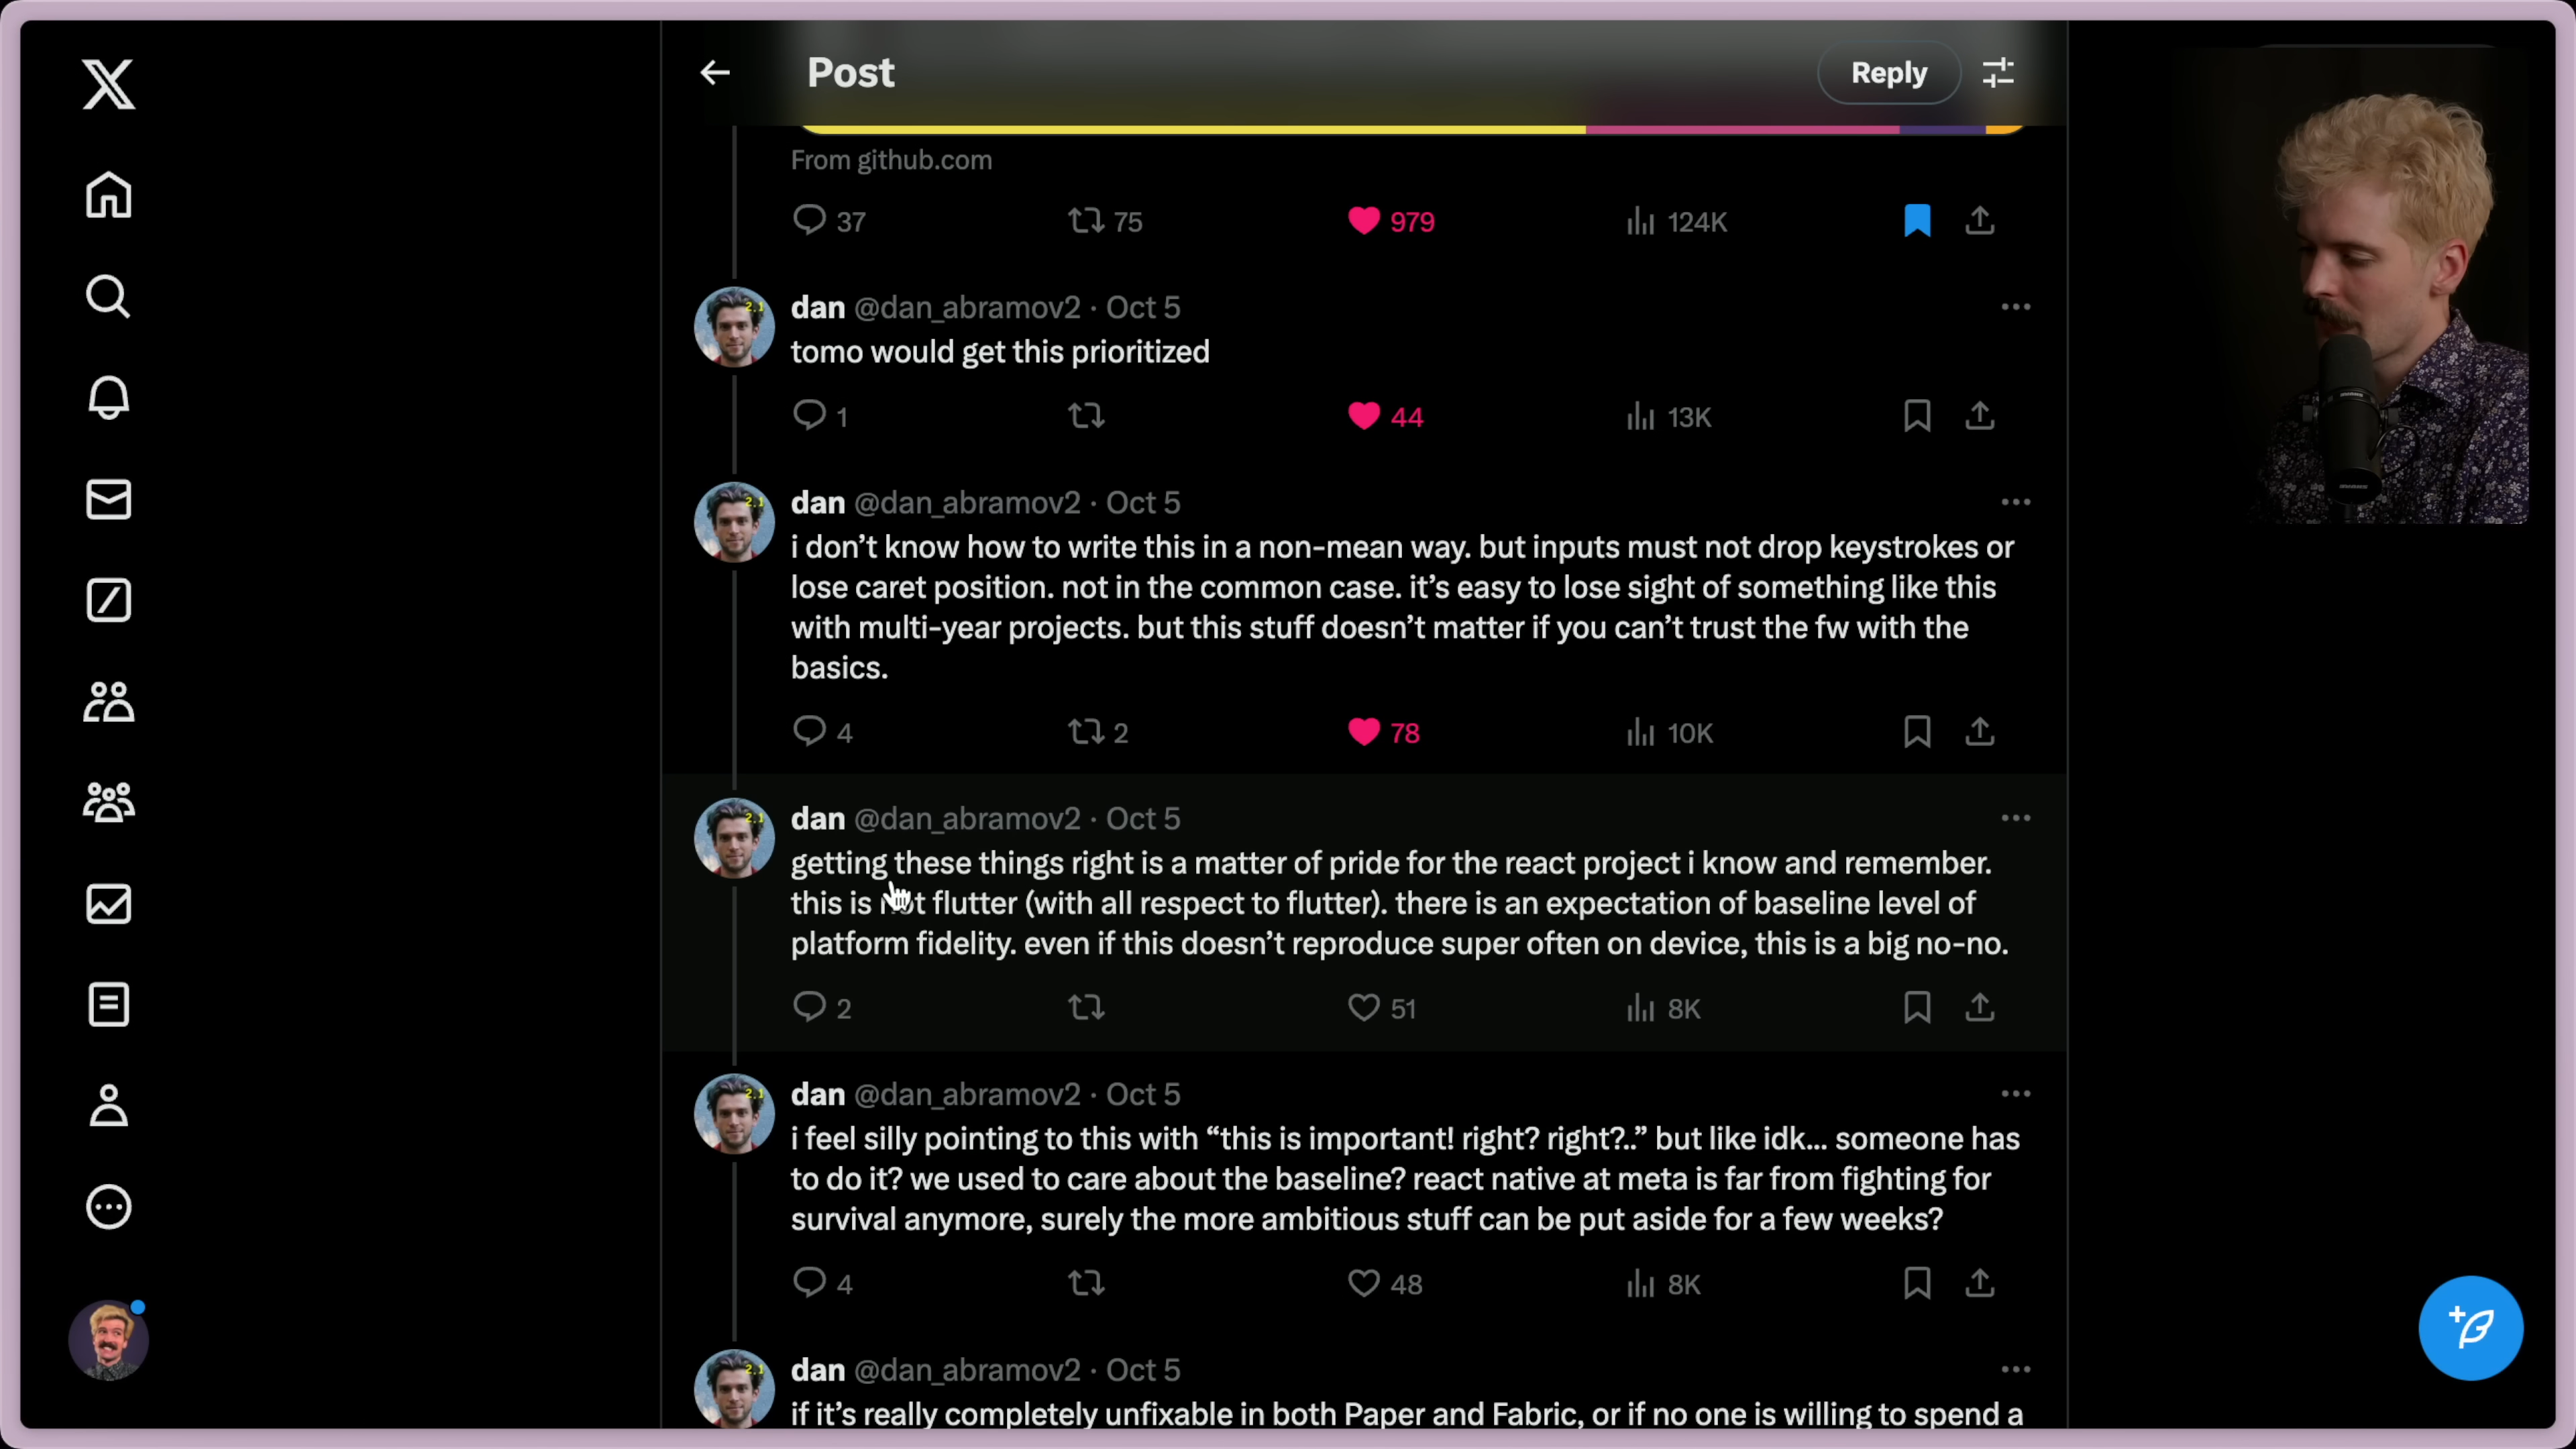 Post
Reply
From github.com
37
75
979
124K
dan @dan_abramov2 · Oct 5
tomo would get this prioritized
1
44
13K
dan @dan_abramov2 · Oct 5
i don't know how to write this in a non-mean way. but inputs must not drop keystrokes or
lose caret position. not in the common case. it's easy to lose sight of something like this
with multi-year projects. but this stuff doesn't matter if you can't trust the fw with the
basics.
4
2
78
10K
dan @dan_abramov2 · Oct 5
getting these things right is a matter of pride for the react project i know and remember.
this is not flutter (with all respect to flutter). there is an expectation of baseline level of
platform fidelity. even if this doesn't reproduce super often on device, this is a big no-no.
2
51
8K
dan @dan_abramov2 · Oct 5
i feel silly pointing to this with “this is important! right? right?..” but like idk... someone has
to do it? we used to care about the baseline? react native at meta is far from fighting for
survival anymore, surely the more ambitious stuff can be put aside for a few weeks?
4
48
8K
dan @dan_abramov2 · Oct 5
if it's really completely unfixable in both Paper and Fabric, or if no one is willing to spend a